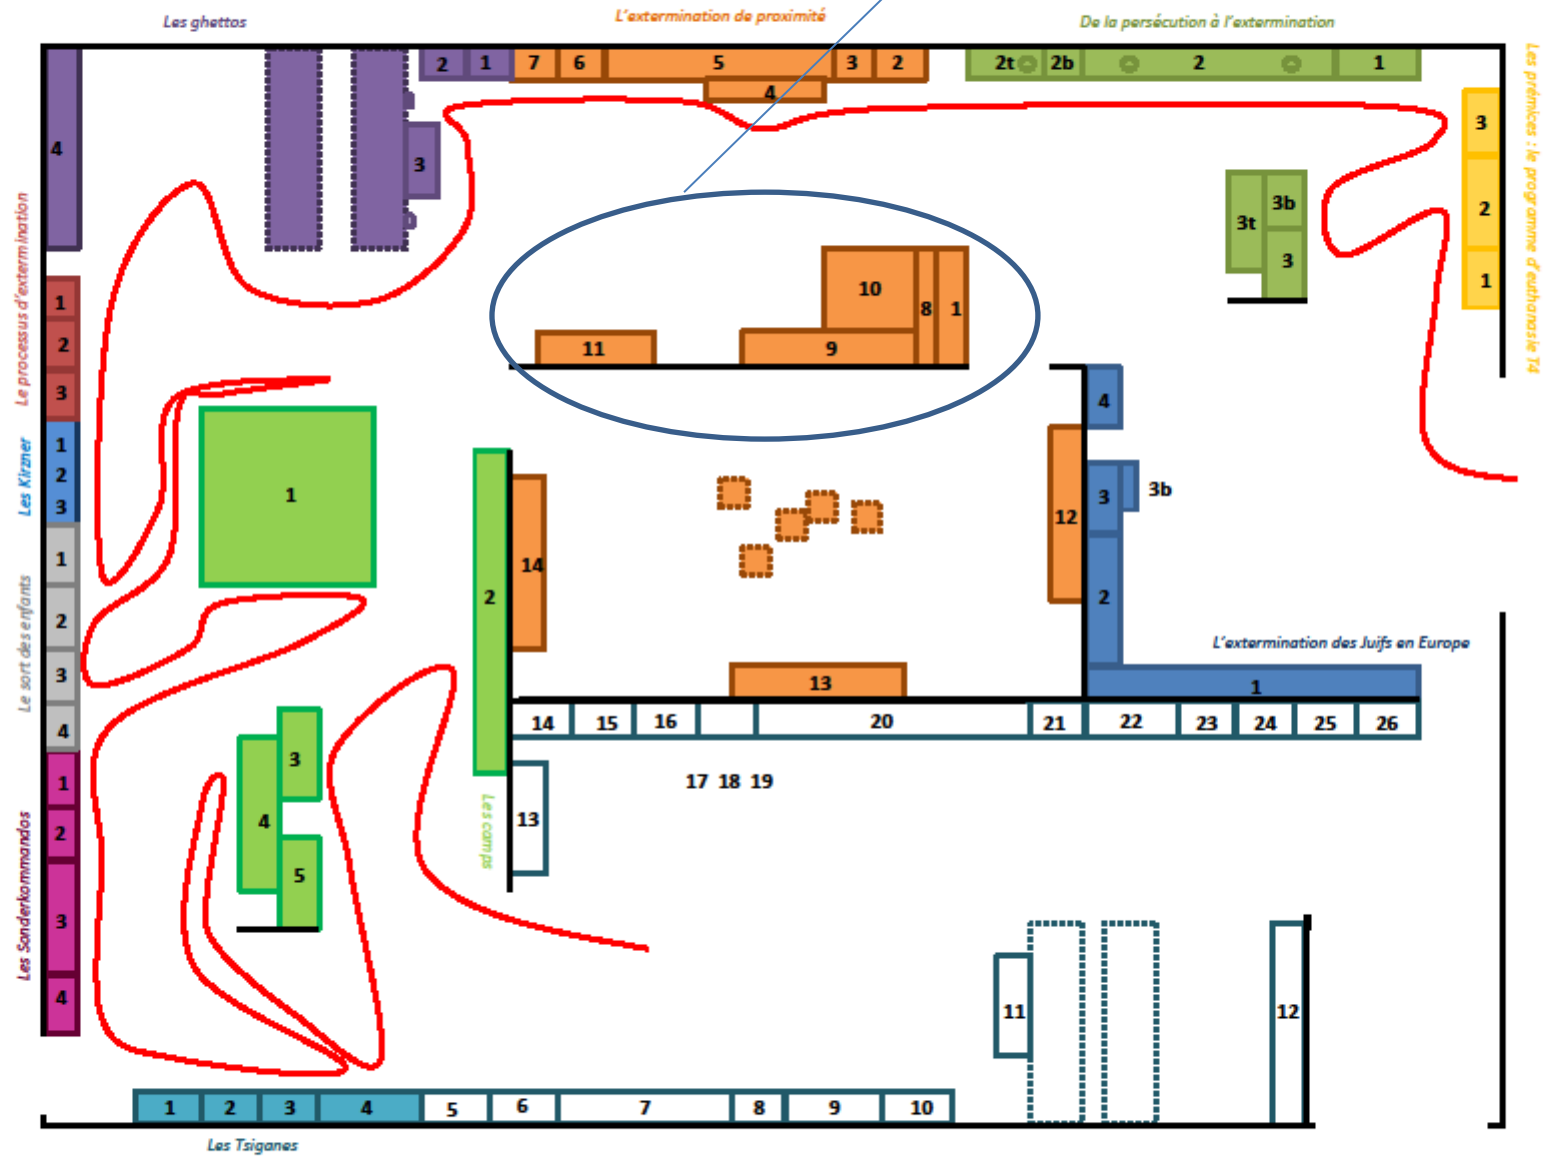 Les ghettos
L'extermination de proximité
De la persécution à l'extermination
2 1 7 6 5 3 2
4
2t 2b 2 1
Les prémices : le programme d'euthanasie T4
3
2
1
4
3
3t 3b
3
Le processus d'extermination
1
2
3
10 8 1
11 9
Les Kirzner
1
2
3
1
4
3 3b
2
12
14
2
Le sort des enfants
1
2
3
4
L'extermination des Juifs en Europe
1
13
14 15 16 20 21 22 23 24 25 26
17 18 19
13
Les camps
3
4
5
Les Sonderkommandos
1
2
3
4
11
12
1 2 3 4 5 6 7 8 9 10
Les Tsiganes